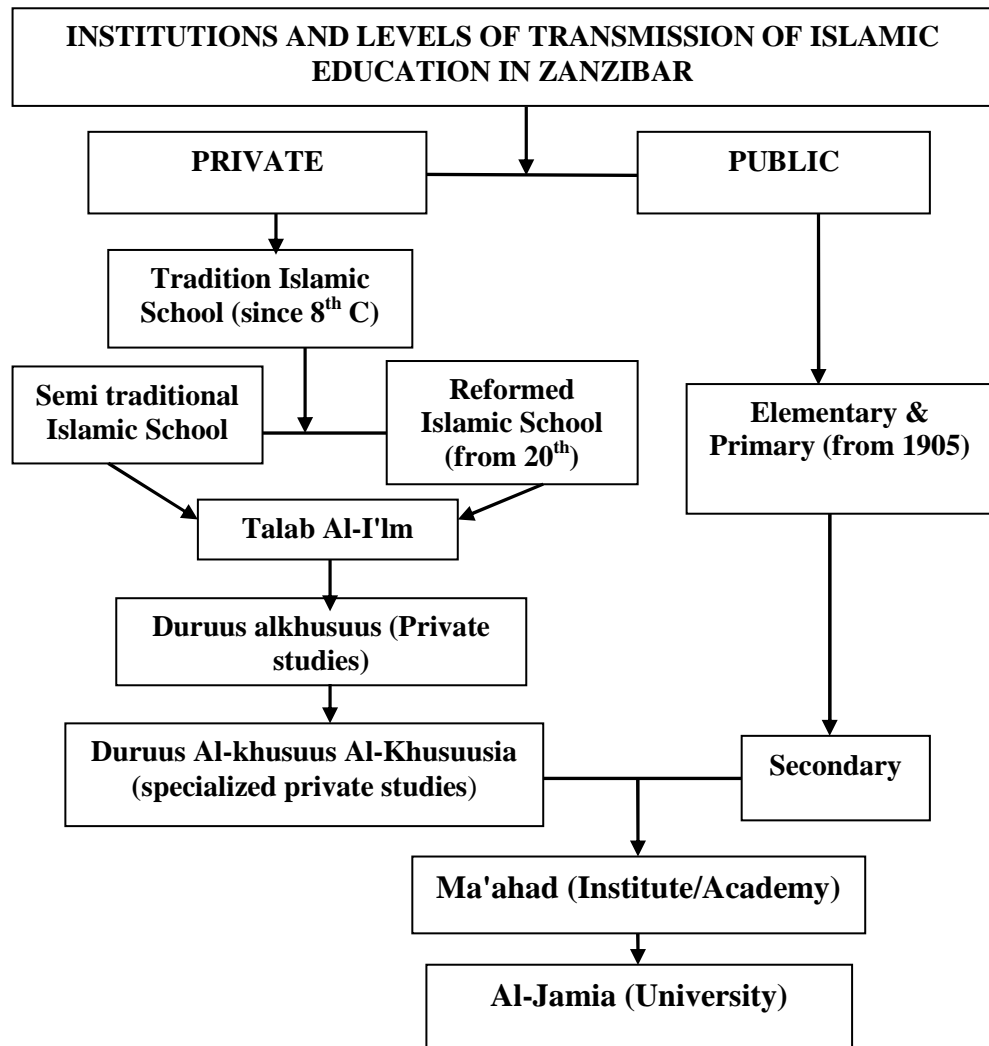 INSTITUTIONS AND LEVELS OF TRANSMISSION OF ISLAMIC
EDUCATION IN ZANZIBAR
PRIVATE
PUBLIC
Tradition Islamic
School (since 8th C)
Semi traditional
Islamic School
Reformed
Islamic School
(from 20th)
Elementary &
Primary (from 1905)
Talab Al-I'lm
Duruus alkhusuus (Private
studies)
Duruus Al-khusuus Al-Khusuusia
(specialized private studies)
Secondary
Ma'ahad (Institute/Academy)
Al-Jamia (University)